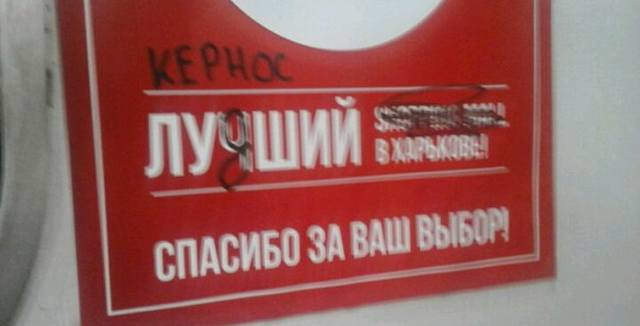 КЕРНОС
ЛУЧШИЙ
В ХАРЬКОВЕ!
СПАСИБО ЗА ВАШ ВЫБОР!